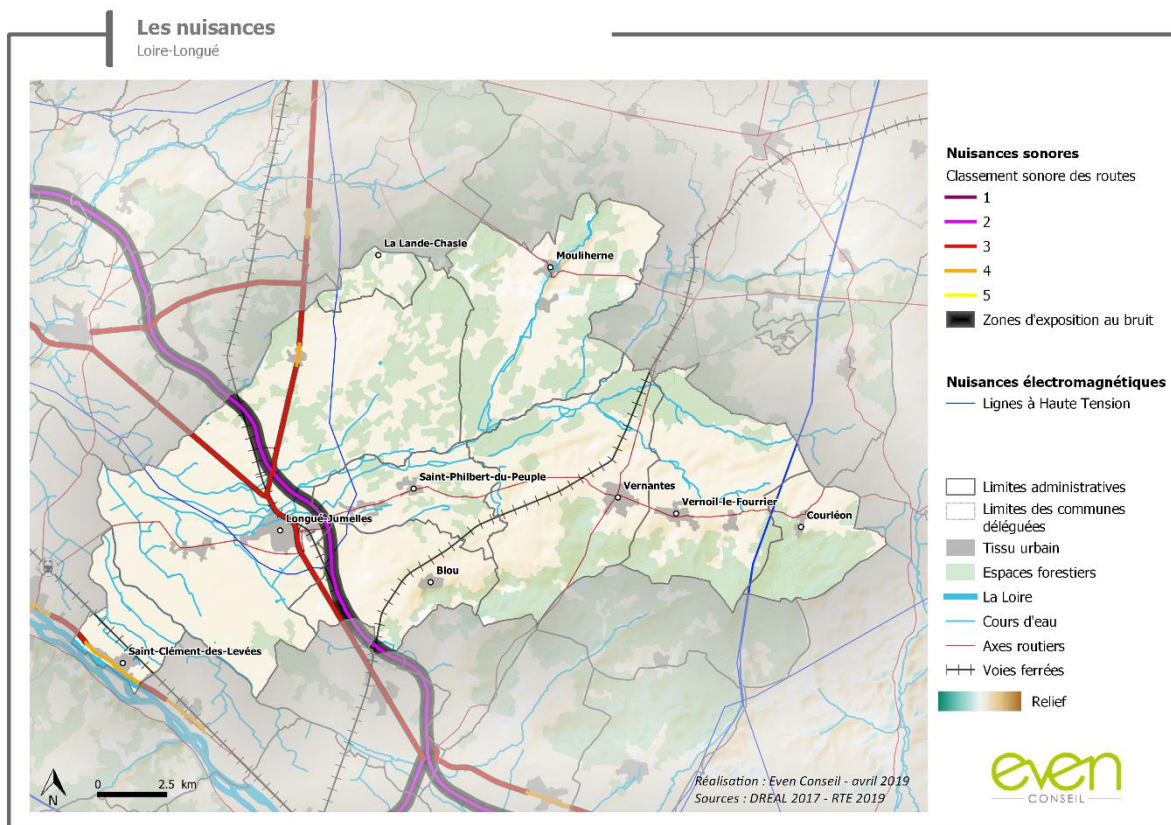 Les nuisances
Loire-Longué
La Lande-Chasle
Mouliherne
Saint-Philbert-du-Peuple
Vernantes
Vernoil-le-Fourrier
Courléon
Longué-Jumelles
Blou
Saint-Clément-des-Levées
N
0 2.5 km
Réalisation : Even Conseil - avril 2019
Sources : DREAL 2017 - RTE 2019
Nuisances sonores
Classement sonore des routes
1
2
3
4
5
Zones d'exposition au bruit
Nuisances électromagnétiques
Lignes à Haute Tension
Limites administratives
Limites des communes
déléguées
Tissu urbain
Espaces forestiers
La Loire
Cours d'eau
Axes routiers
Voies ferrées
Relief
even
CONSEIL